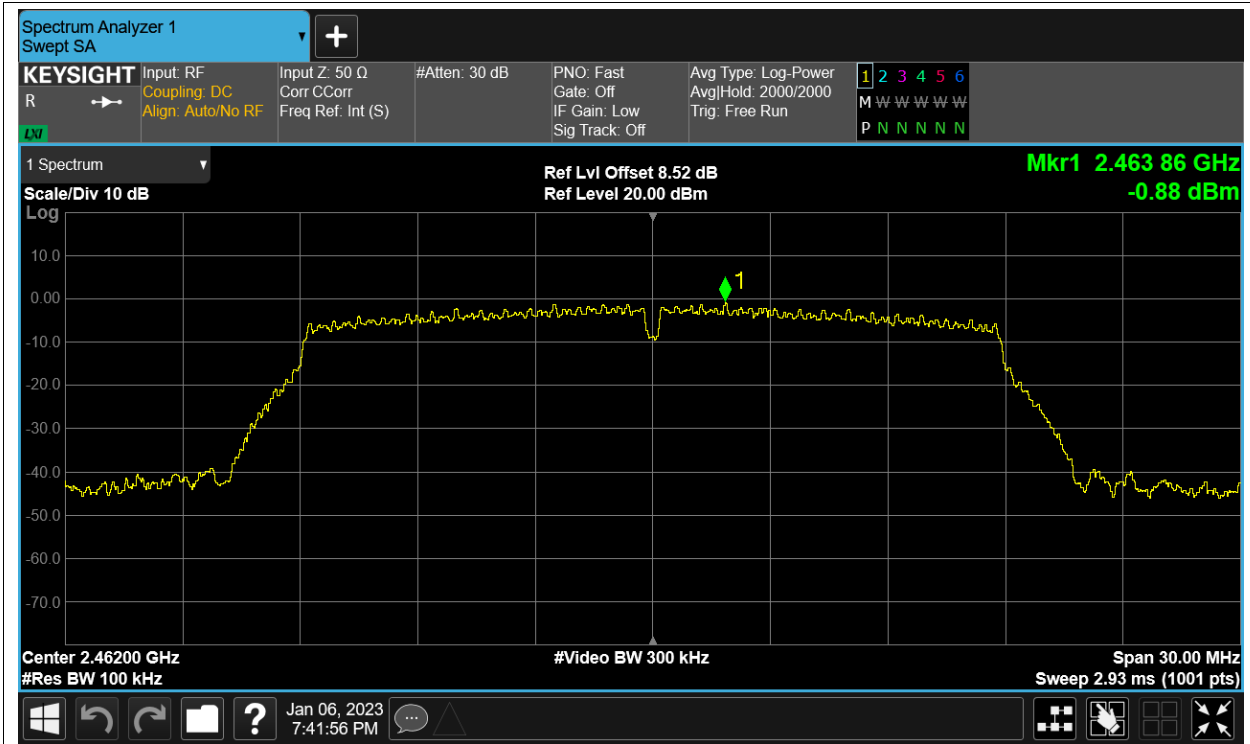 Spectrum Analyzer 1
Swept SA
KEYSIGHT
R
LXI
Input: RF
Coupling: DC
Align: Auto/No RF
Input Z: 50 Ω
Corr CCorr
Freq Ref: Int (S)
#Atten: 30 dB
PNO: Fast
Gate: Off
IF Gain: Low
Sig Track: Off
Avg Type: Log-Power
Avg|Hold: 2000/2000
Trig: Free Run
1 2 3 4 5 6
M W W W W W W
P N N N N N N
1 Spectrum
Scale/Div 10 dB
Ref Lvl Offset 8.52 dB
Ref Level 20.00 dBm
Mkr1 2.463 86 GHz
-0.88 dBm
Log
10.0
0.00
-10.0
-20.0
-30.0
-40.0
-50.0
-60.0
-70.0
1
Center 2.46200 GHz
#Video BW 300 kHz
Span 30.00 MHz
#Res BW 100 kHz
Sweep 2.93 ms (1001 pts)
?
Jan 06, 2023
7:41:56 PM